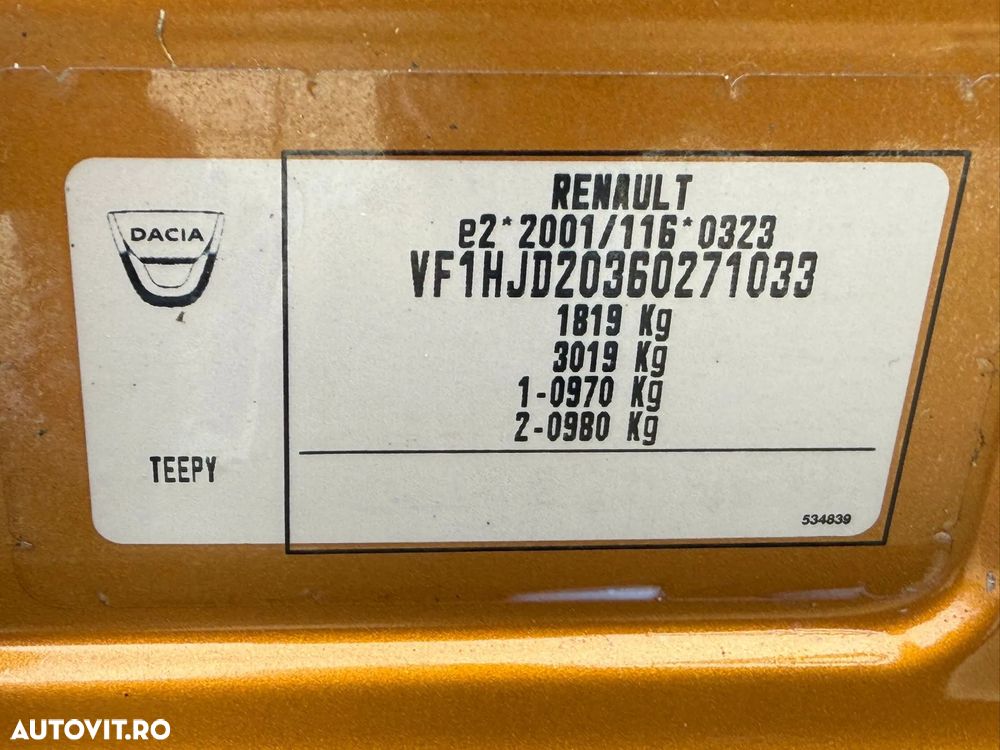 DACIA
TEEPY
RENAULT
e2*2001/116*0323
VF1HJD20360271033
1819 Kg
3019 Kg
1-0970 Kg
2-0980 Kg
534839
AUTOVIT.RO